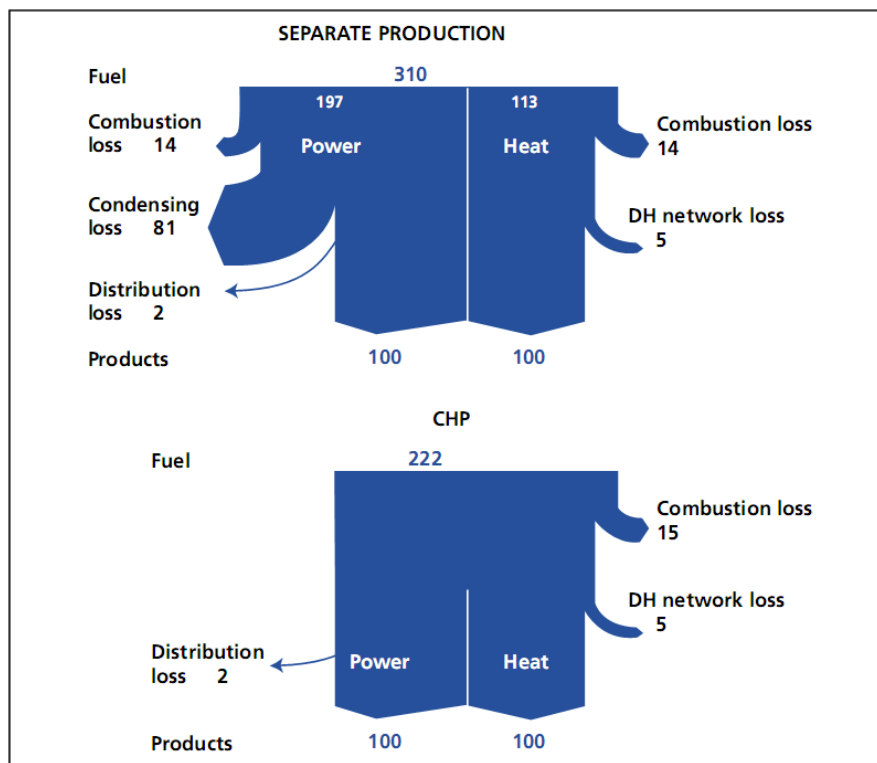 SEPARATE PRODUCTION
Fuel
310
197
113
Combustion
loss 14
Power
Heat
Combustion loss
14
Condensing
loss 81
DH network loss
5
Distribution
loss 2
Products
100
100
CHP
Fuel
222
Combustion loss
15
DH network loss
5
Distribution
loss 2
Power
Heat
Products
100
100